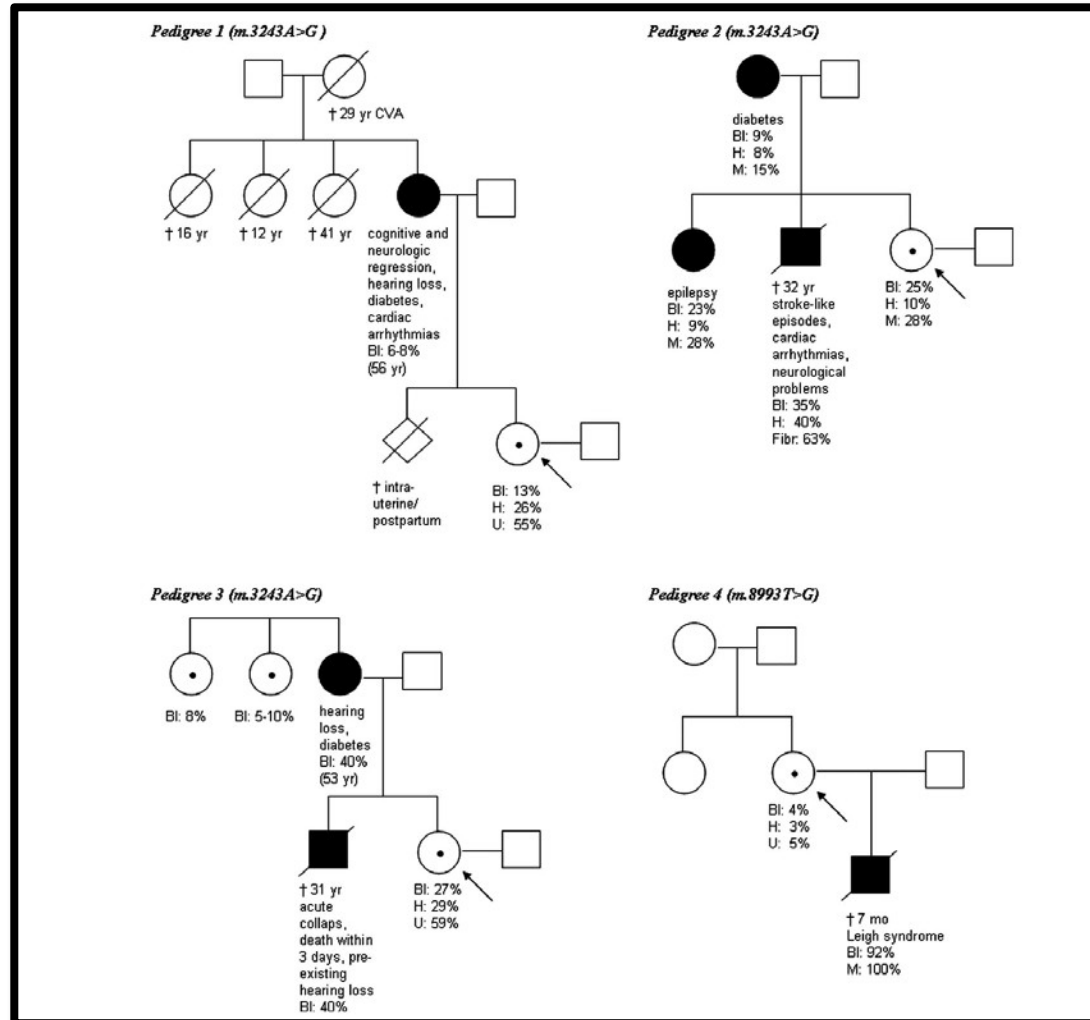 Pedigree 1 (m.3243A>G )
† 29 yr CVA
† 16 yr
† 12 yr
† 41 yr
cognitive and
neurologic
regression,
hearing loss,
diabetes,
cardiac
arrhythmias
Bl: 6-8%
(56 yr)
† intra-
uterine/
postpartum
Bl: 13%
H: 26%
U: 55%
Pedigree 2 (m.3243A>G)
diabetes
Bl: 9%
H: 8%
M: 15%
epilepsy
Bl: 23%
H: 9%
M: 28%
† 32 yr
stroke-like
episodes,
cardiac
arrhythmias,
neurological
problems
Bl: 35%
H: 40%
Fibr: 63%
Bl: 25%
H: 10%
M: 28%
Pedigree 3 (m.3243A>G)
Bl: 8%
Bl: 5-10%
hearing
loss,
diabetes
Bl: 40%
(53 yr)
† 31 yr
acute
collaps,
death within
3 days, pre-
existing
hearing loss
Bl: 40%
Bl: 27%
H: 29%
U: 59%
Pedigree 4 (m.8993T>G)
Bl: 4%
H: 3%
U: 5%
† 7 mo
Leigh syndrome
Bl: 92%
M: 100%